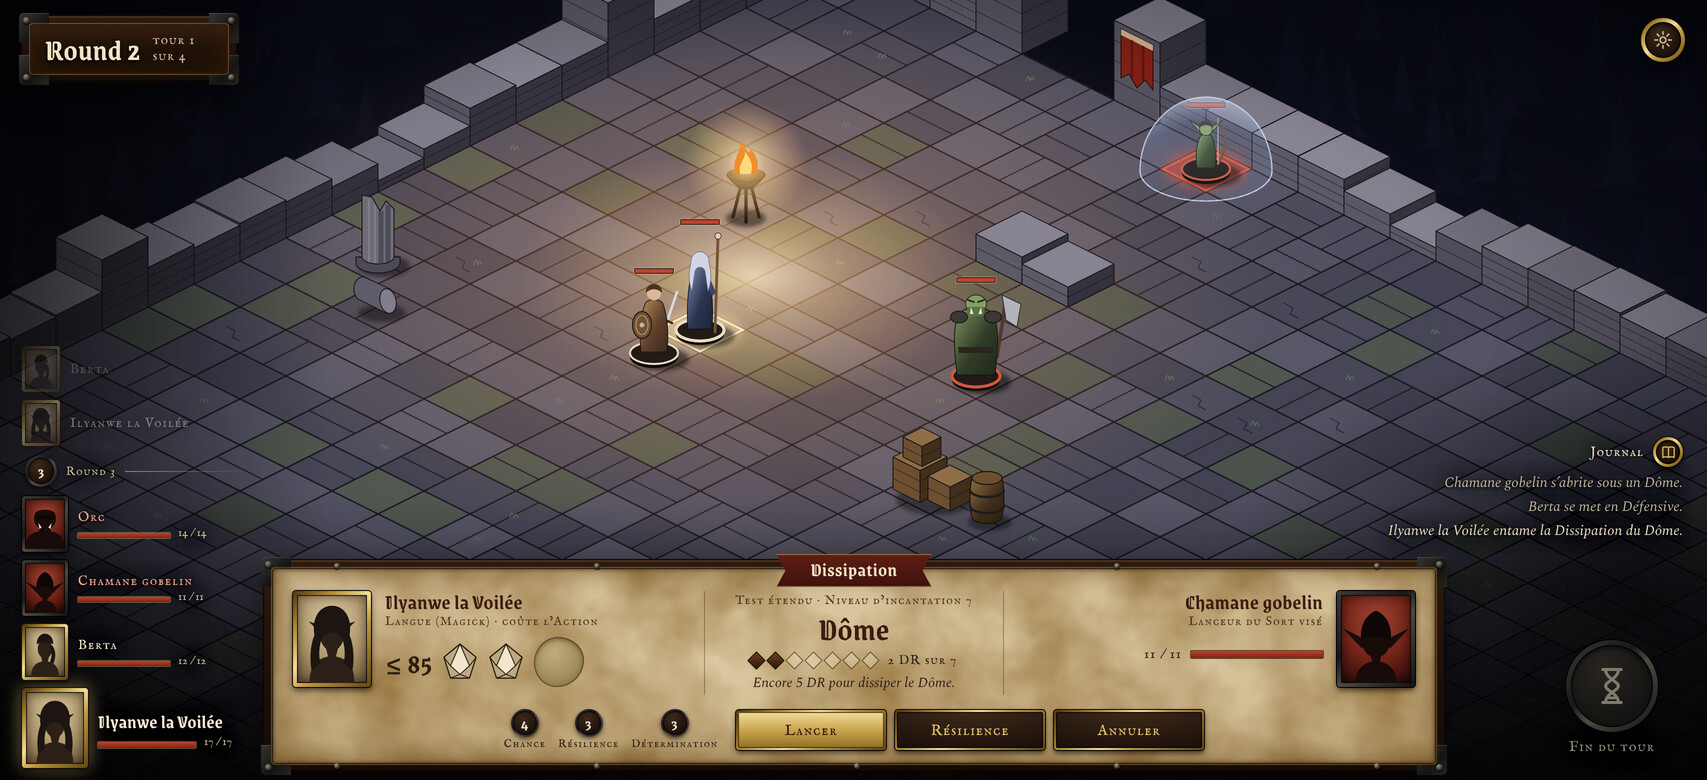 Round 2
TOUR 1
SUR 4
BERTA
ILYANWE LA VOILÉE
3 ROUND 3
ORC
14/14
CHAMANE GOBELIN
11/11
BERTA
12/12
Ilyanwe la Voilée
17/17
JOURNAL
Chamane gobelin s'abrite sous un Dôme.
Berta se met en Défensive.
Ilyanwe la Voilée entame la Dissipation du Dôme.
Dissipation
Ilyanwe la Voilée
LANGUE (MAGICK) · COÛTE L'ACTION
≤ 85
TEST ÉTENDU · NIVEAU D'INCANTATION 7
Dôme
2 DR SUR 7
Encore 5 DR pour dissiper le Dôme.
Chamane gobelin
LANCEUR DU SORT VISÉ
11 / 11
4 3 3
CHANCE RÉSILIENCE DÉTERMINATION
LANCER
RÉSILIENCE
ANNULER
FIN DU TOUR